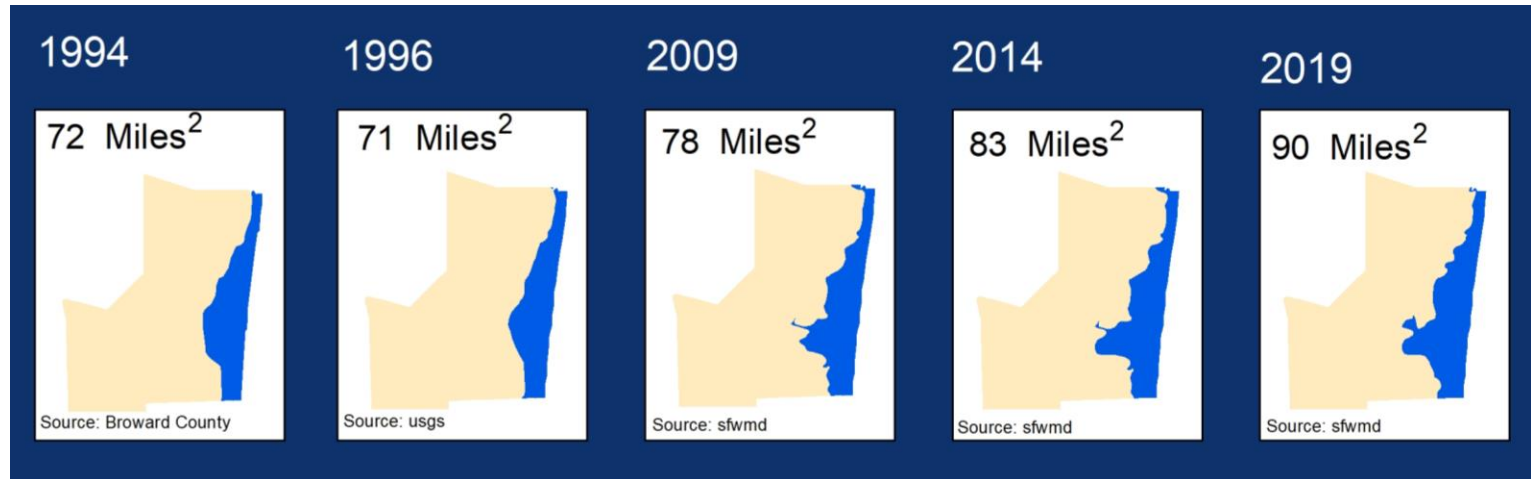 1994
72 Miles²
Source: Broward County
1996
71 Miles²
Source: usgs
2009
78 Miles²
Source: sfwmd
2014
83 Miles²
Source: sfwmd
2019
90 Miles²
Source: sfwmd